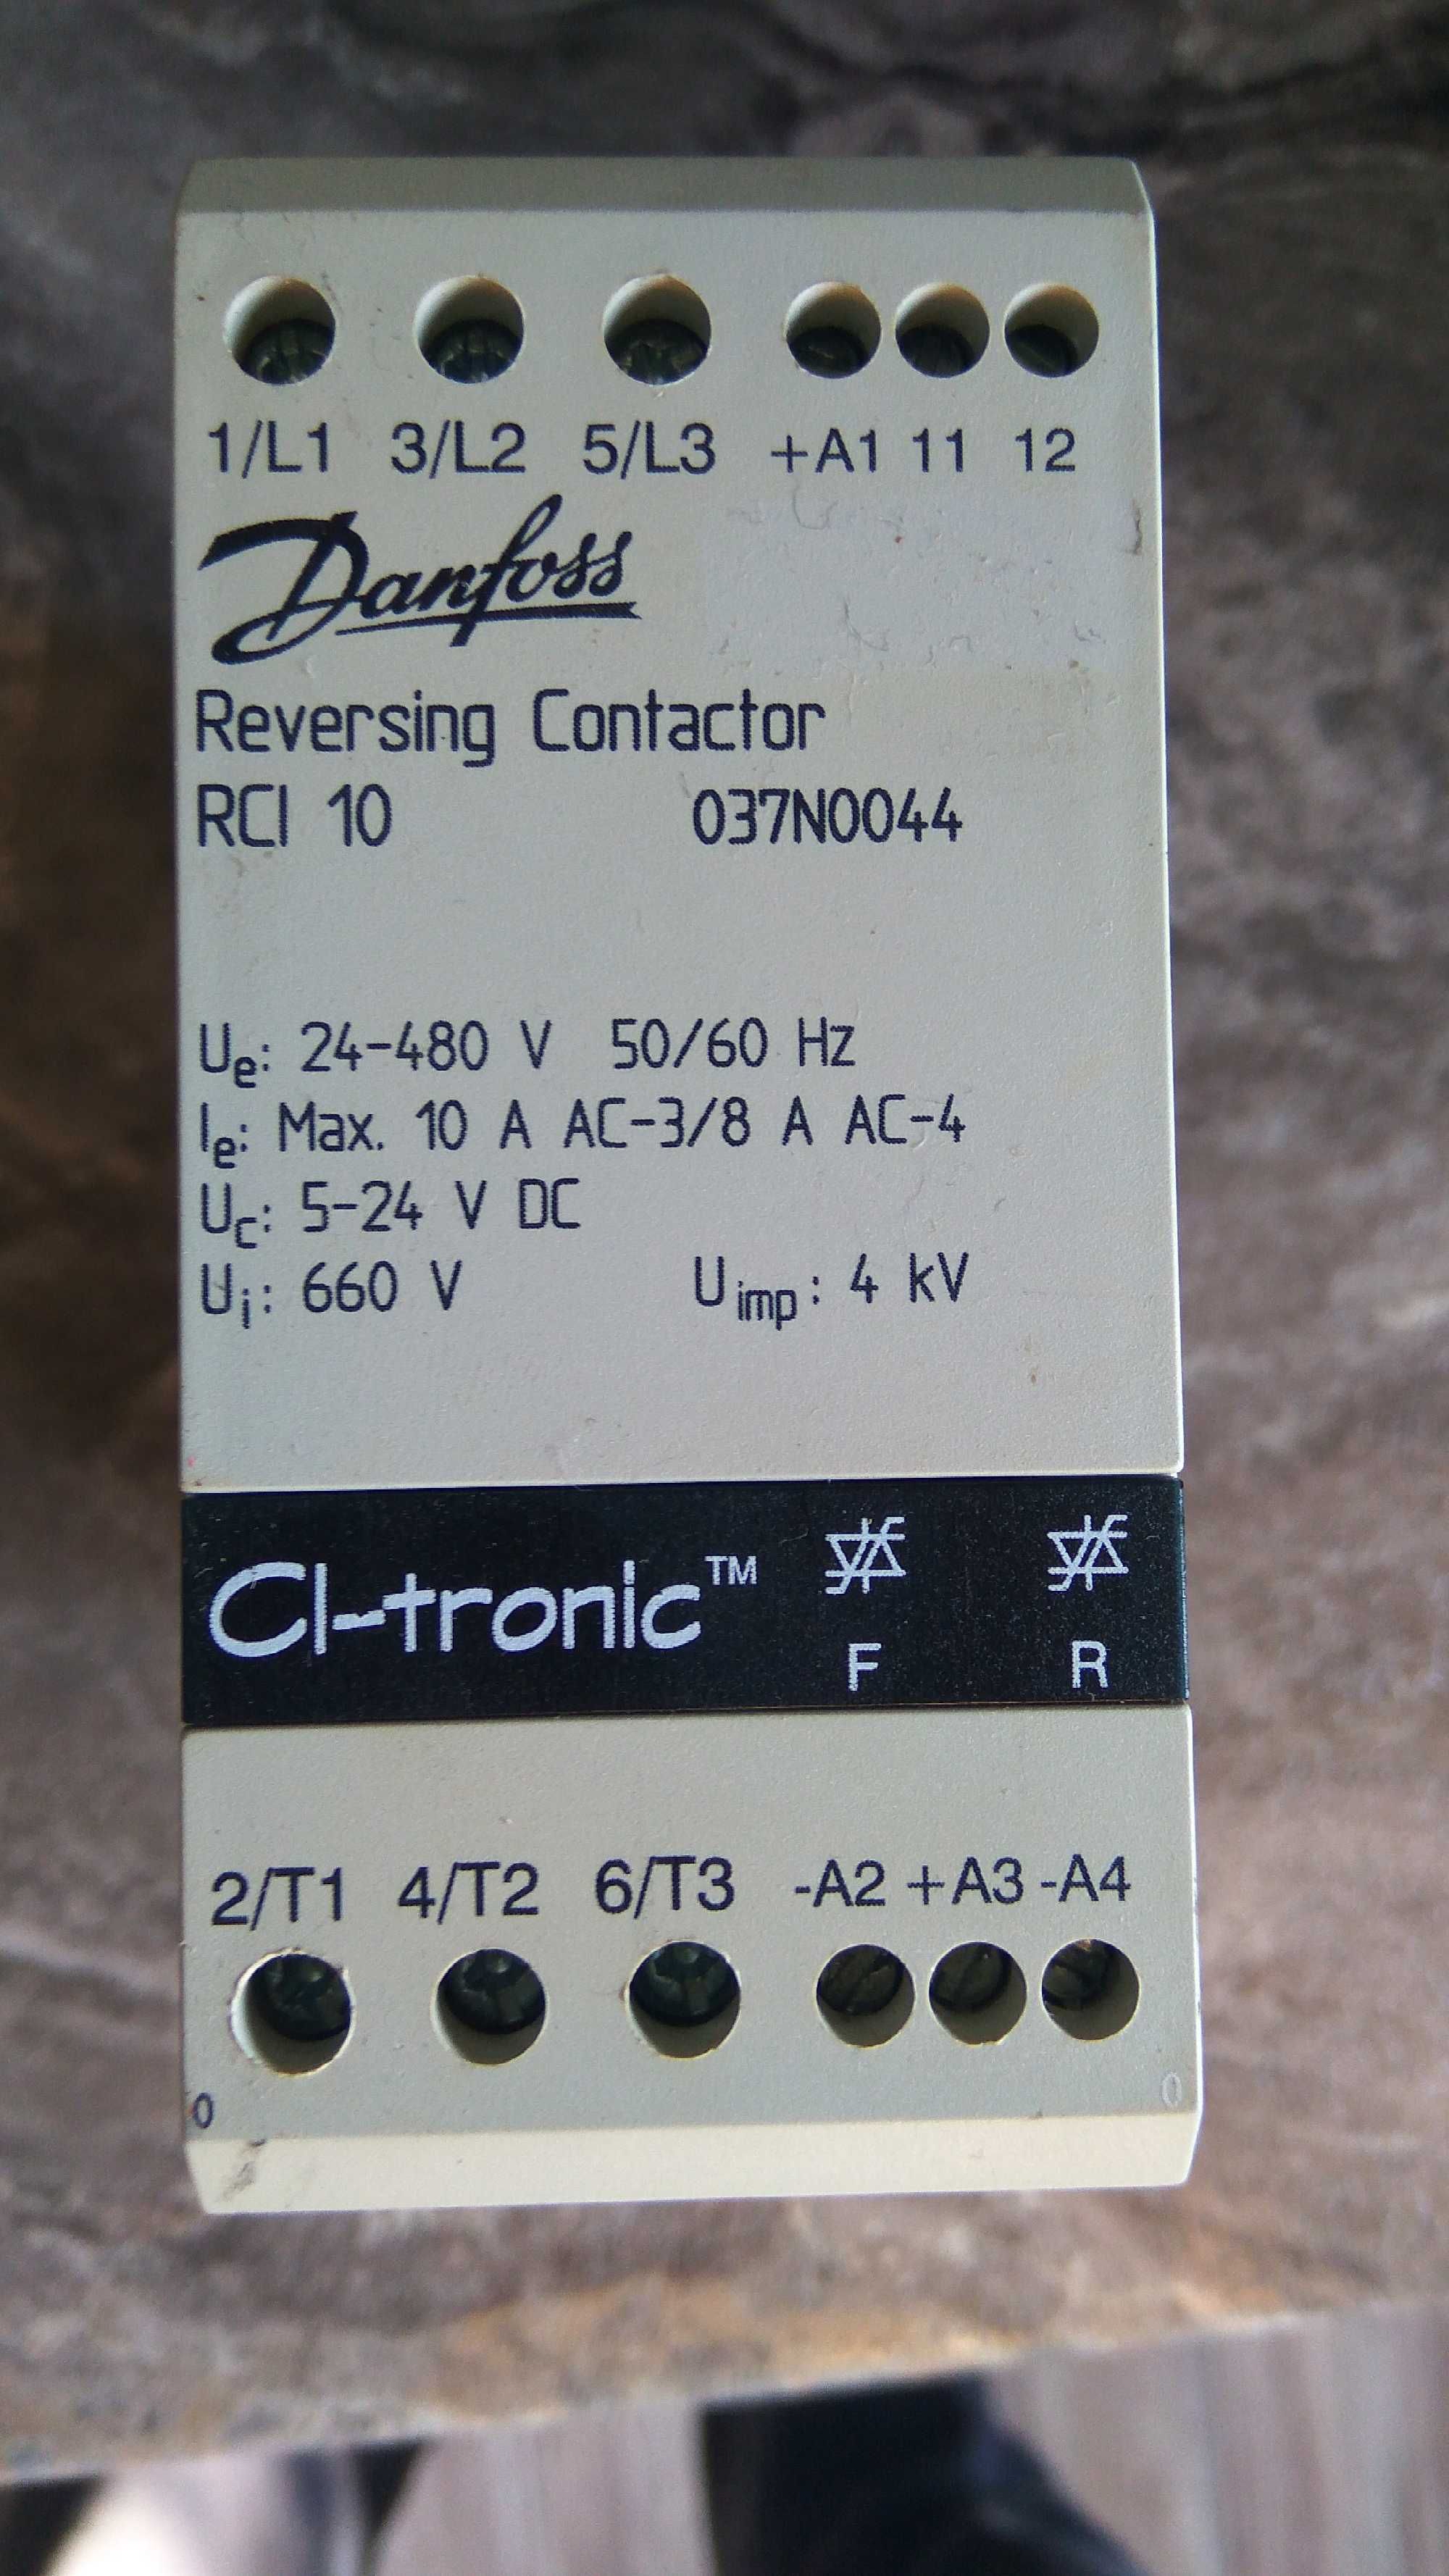 1/L1 3/L2 5/L3 +A1 11 12
Danfoss
Reversing Contactor
RCI 10 037N0044
Ue: 24-480 V 50/60 Hz
Ie: Max. 10 A AC-3/8 A AC-4
Uc: 5-24 V DC
Ui: 660 V Uimp: 4 kV
CI-tronic™ F R
2/T1 4/T2 6/T3 -A2 +A3 -A4
0 0